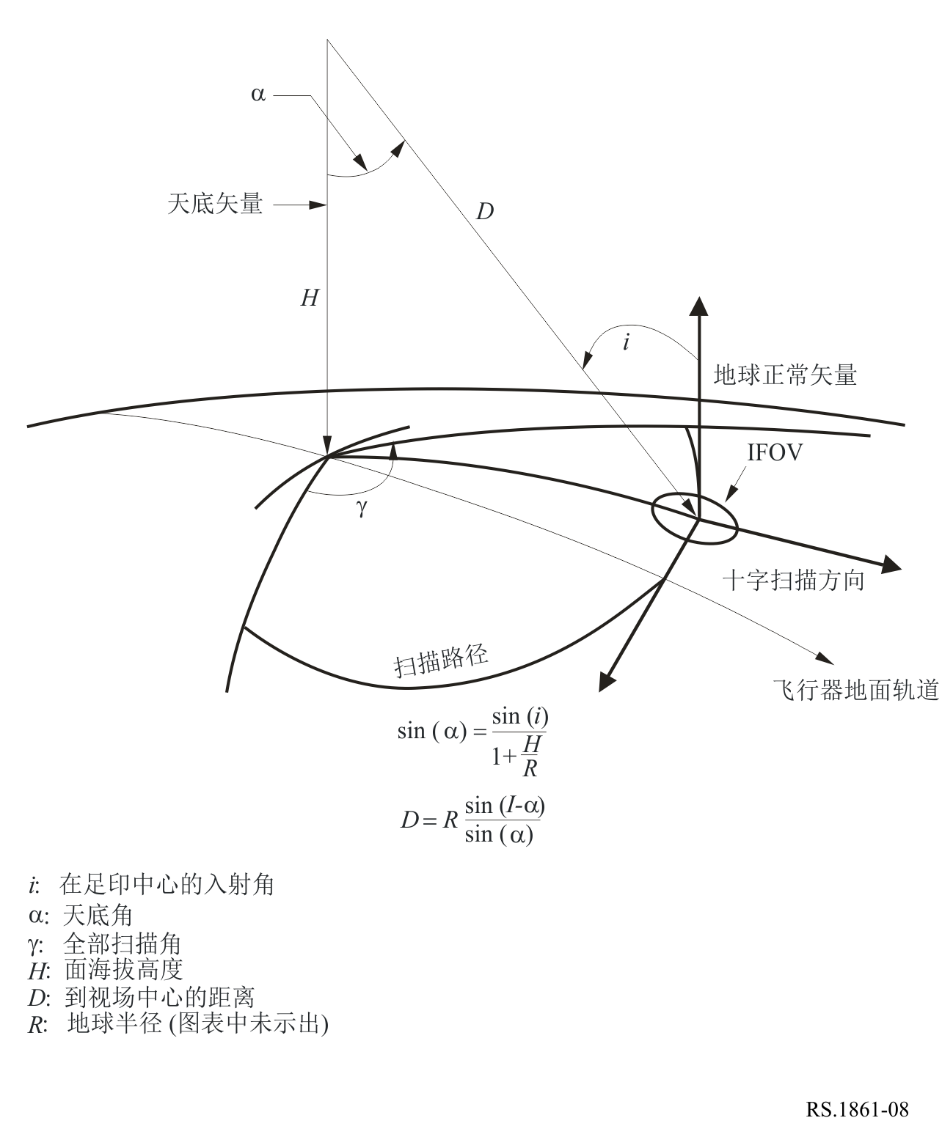 α
天底矢量
D
H
i
地球正常矢量
IFOV
γ
十字扫描方向
扫描路径
飞行器地面轨道
sin ( α) = sin (i) / 1+ H/R
D= R sin (I-α) / sin (α)
i: 在足印中心的入射角
α: 天底角
γ: 全部扫描角
H: 面海拔高度
D: 到视场中心的距离
R: 地球半径 (图表中未示出)
RS.1861-08